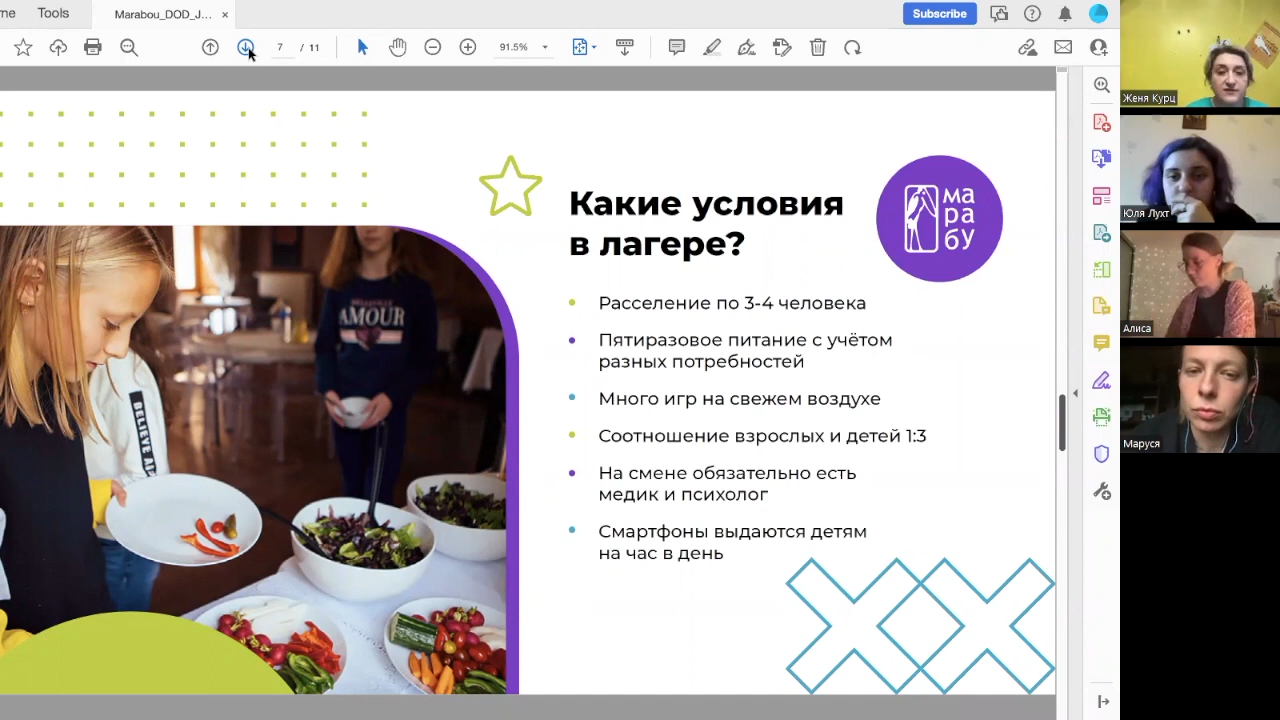 ne
Tools
Marabou_DOD_J...
×
Subscribe
7 / 11
91.5%
Какие условия
в лагере?
ма
ра
бу
Расселение по 3-4 человека
Пятиразовое питание с учётом
разных потребностей
Много игр на свежем воздухе
Соотношение взрослых и детей 1:3
На смене обязательно есть
медик и психолог
Смартфоны выдаются детям
на час в день
AMOUR
Женя Курц
Юля Лухт
Алиса
Маруся